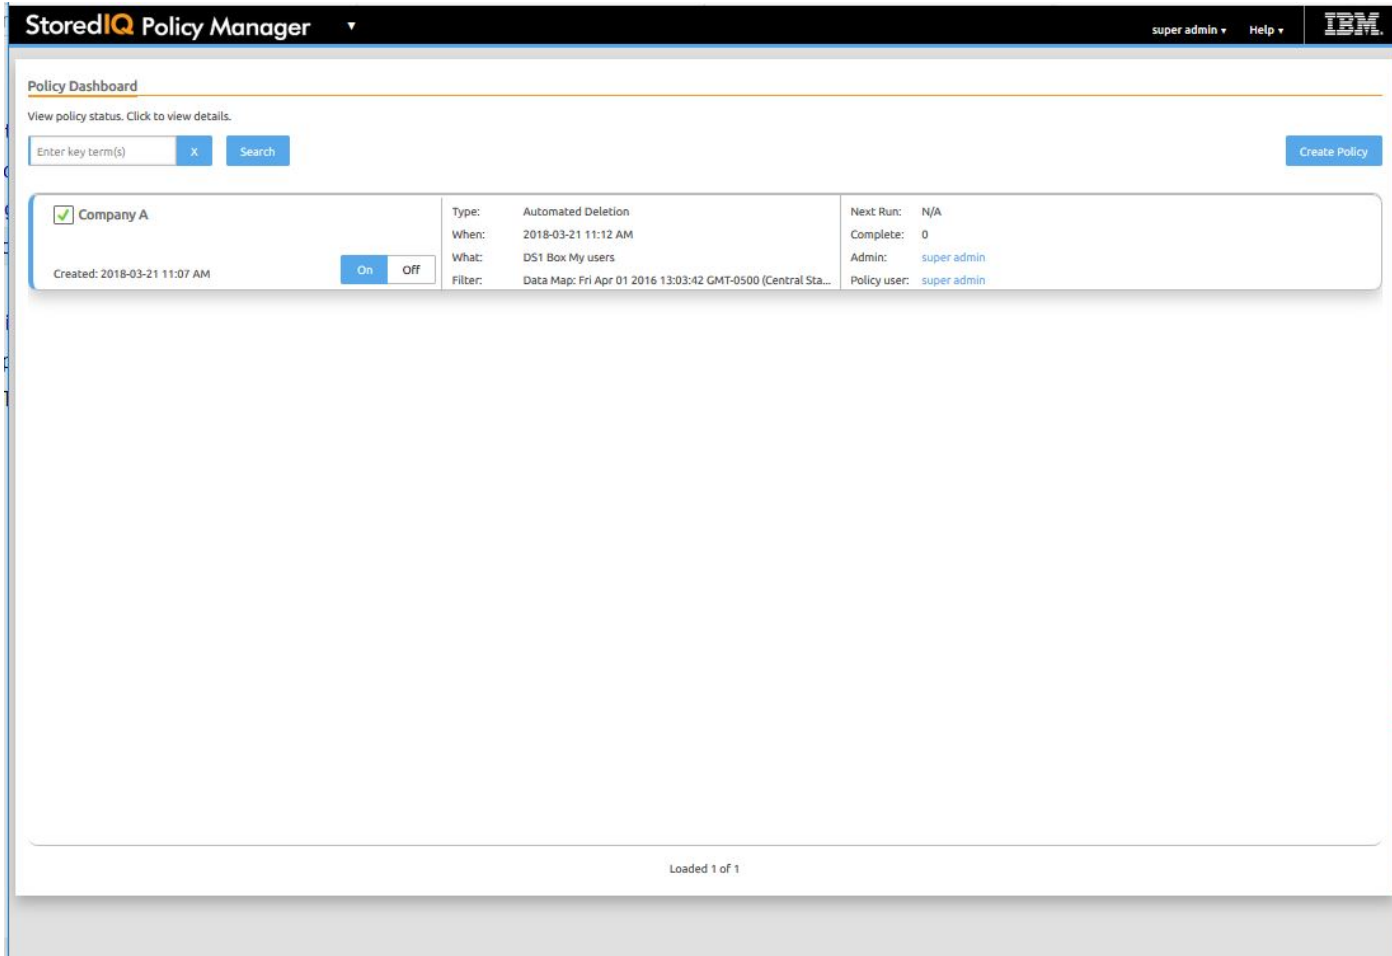 StoredIQ Policy Manager ▼ super admin ▾ Help ▾ IBM.
Policy Dashboard
View policy status. Click to view details.
Enter key term(s) X Search Create Policy
Company A
Created: 2018-03-21 11:07 AM On Off
Type: Automated Deletion
When: 2018-03-21 11:12 AM
What: DS1 Box My users
Filter: Data Map: Fri Apr 01 2016 13:03:42 GMT-0500 (Central Sta...
Next Run: N/A
Complete: 0
Admin: super admin
Policy user: super admin
Loaded 1 of 1